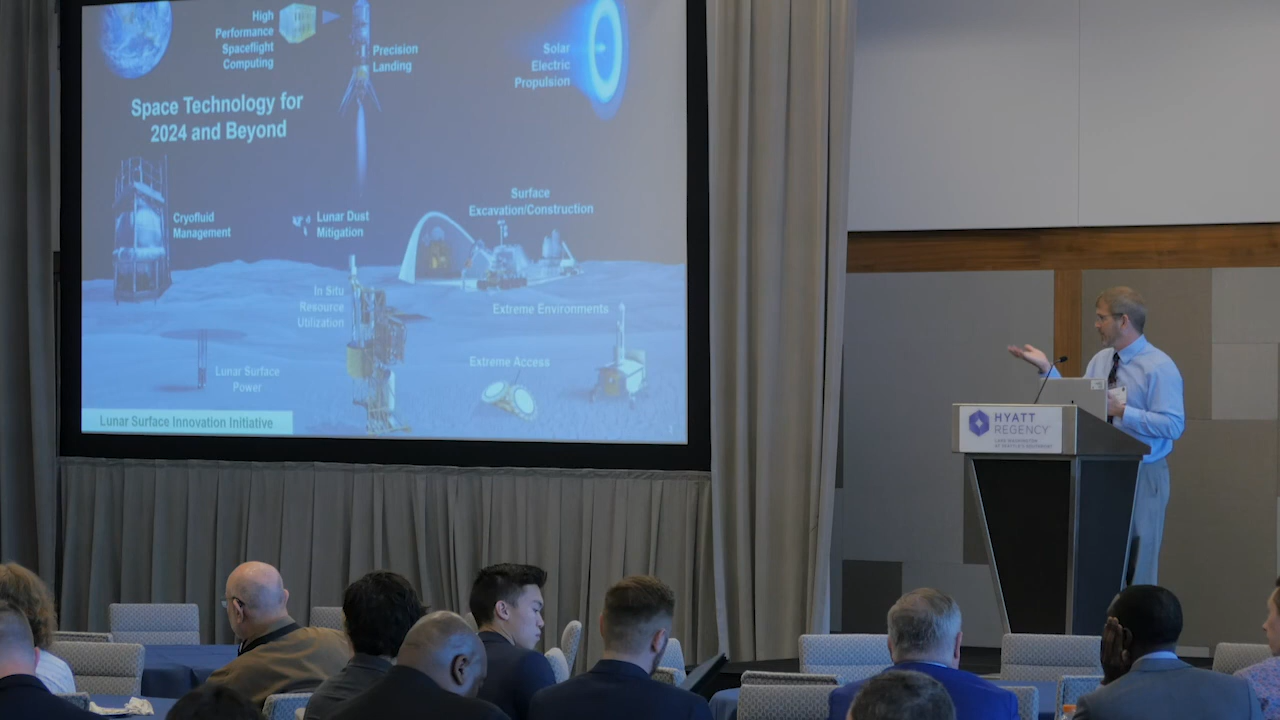 High
Performance
Spaceflight
Computing
Precision
Landing
Solar
Electric
Propulsion
Space Technology for
2024 and Beyond
Cryofluid
Management
Lunar Dust
Mitigation
Surface
Excavation/Construction
In Situ
Resource
Utilization
Extreme Environments
Extreme Access
Lunar Surface
Power
Lunar Surface Innovation Initiative
HYATT
REGENCY